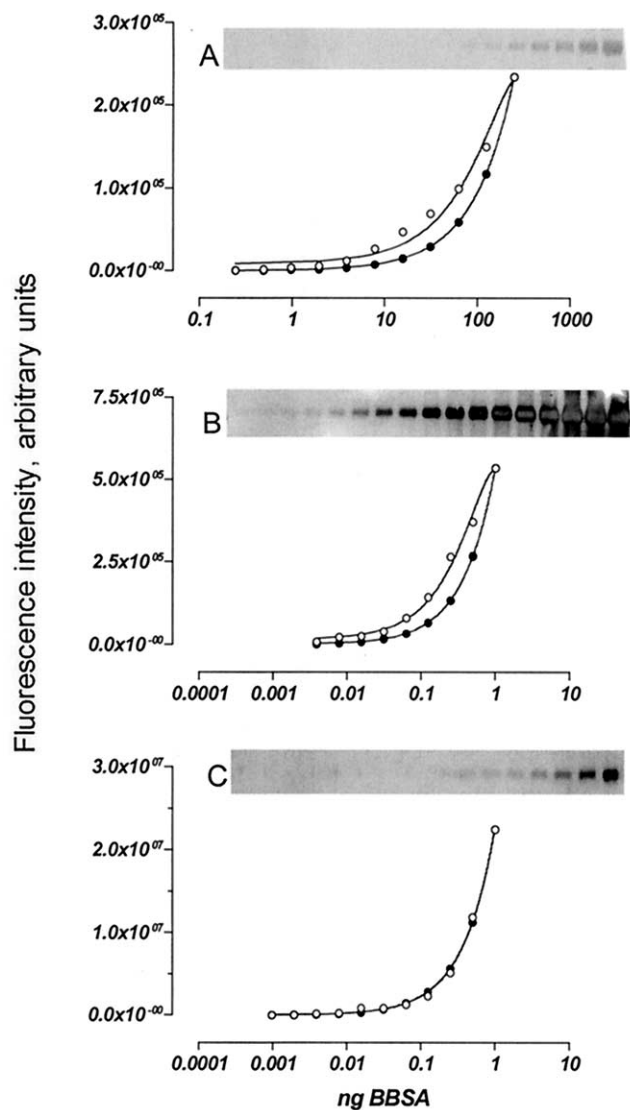 Fluorescence intensity, arbitrary units
3.0x10⁰⁵
A
2.0x10⁰⁵
1.0x10⁰⁵
0.0x10⁻⁰⁰
0.1 1 10 100 1000
7.5x10⁰⁵
B
5.0x10⁰⁵
2.5x10⁰⁵
0.0x10⁻⁰⁰
0.0001 0.001 0.01 0.1 1 10
3.0x10⁰⁷
C
2.0x10⁰⁷
1.0x10⁰⁷
0.0x10⁻⁰⁰
0.0001 0.001 0.01 0.1 1 10
ng BBSA